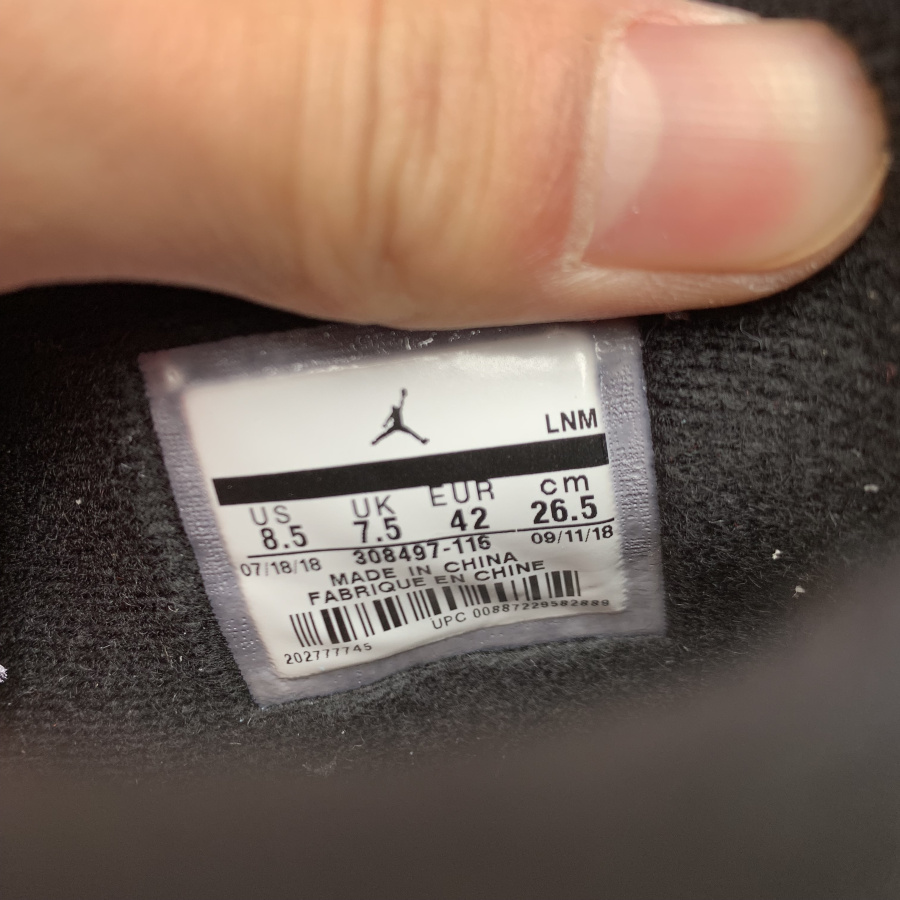 LNM
US UK EUR cm
8.5 7.5 42 26.5
07/18/18 308497-116 09/11/18
MADE IN CHINA
FABRIQUE EN CHINE
UPC 00887229582889
202777745